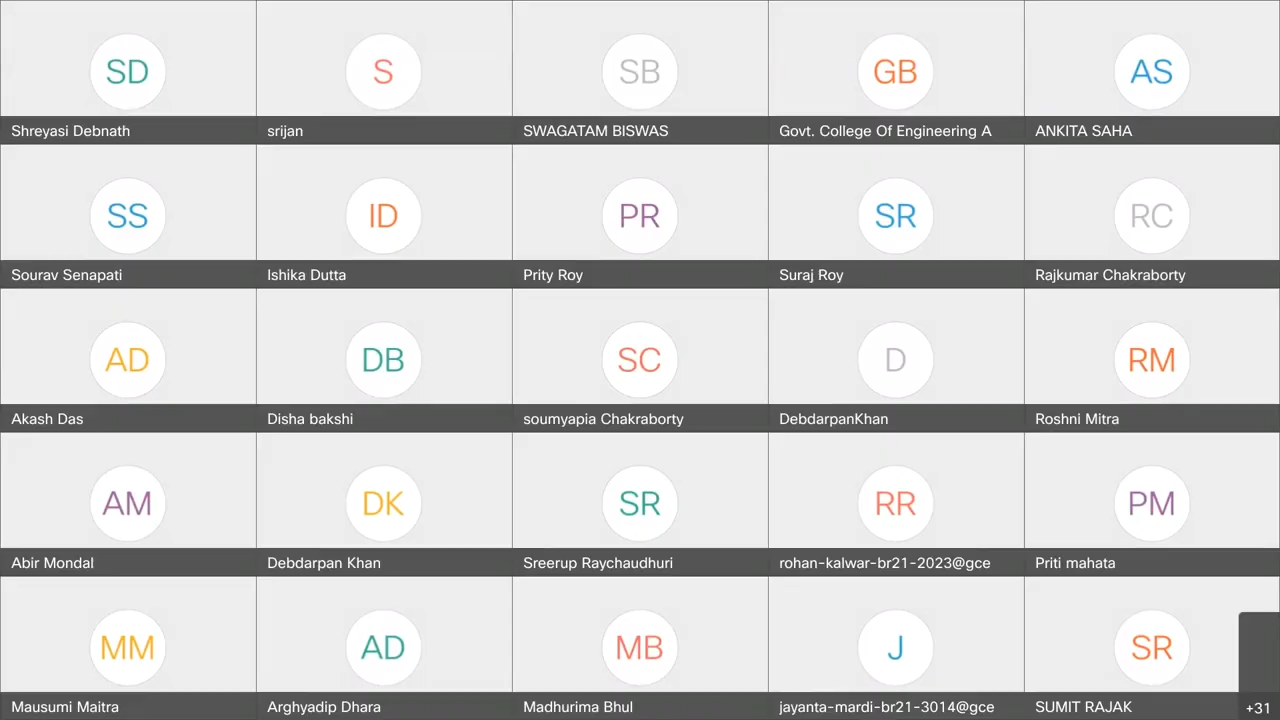 SD
S
SB
GB
AS
Shreyasi Debnath
srijan
SWAGATAM BISWAS
Govt. College Of Engineering A
ANKITA SAHA
SS
ID
PR
SR
RC
Sourav Senapati
Ishika Dutta
Prity Roy
Suraj Roy
Rajkumar Chakraborty
AD
DB
SC
D
RM
Akash Das
Disha bakshi
soumyapia Chakraborty
DebdarpanKhan
Roshni Mitra
AM
DK
SR
RR
PM
Abir Mondal
Debdarpan Khan
Sreerup Raychaudhuri
rohan-kalwar-br21-2023@gce
Priti mahata
MM
AD
MB
J
SR
Mausumi Maitra
Arghyadip Dhara
Madhurima Bhul
jayanta-mardi-br21-3014@gce
SUMIT RAJAK
+31